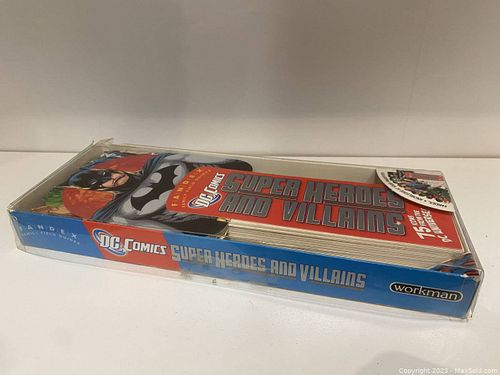 FANDEX
DC COMICS
SUPER HEROES
AND VILLAINS
75
FANDEX
FAMILY FIELD GUIDES
DC COMICS
SUPER HEROES AND VILLAINS
workman
Copyright 2023 - MaxSold.com